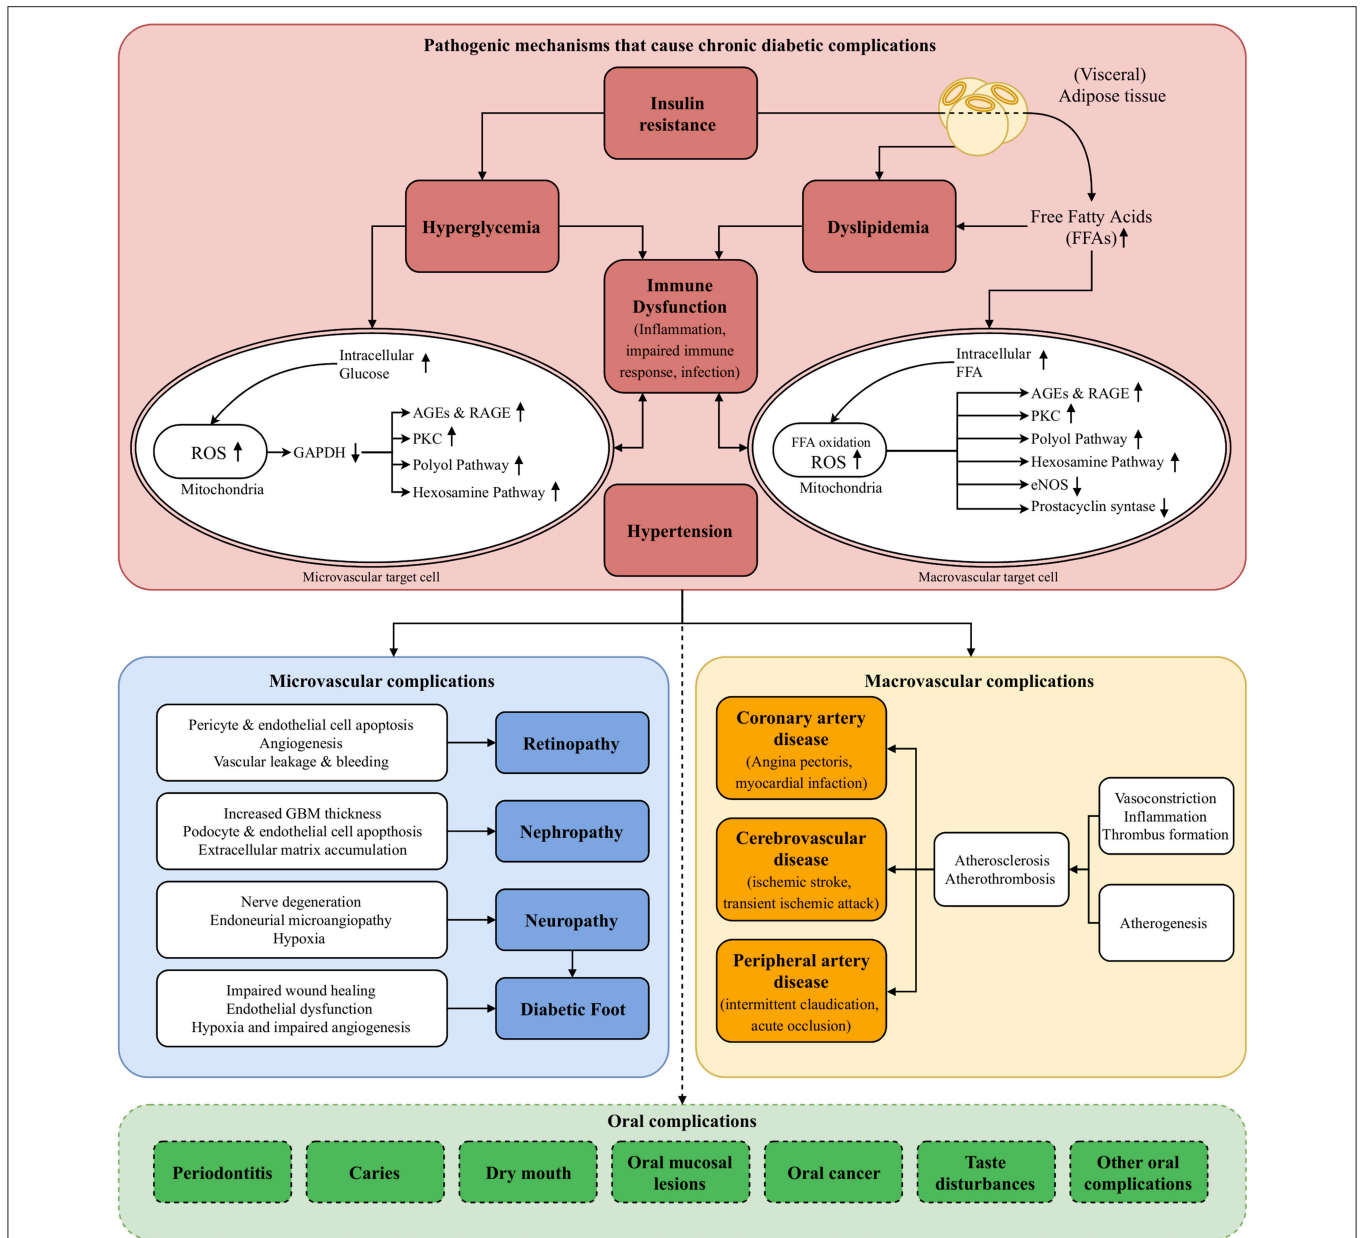 Pathogenic mechanisms that cause chronic diabetic complications
Insulin
resistance
(Visceral)
Adipose tissue
Hyperglycemia
Dyslipidemia
Free Fatty Acids
(FFAs)
Immune
Dysfunction
(Inflammation,
impaired immune
response, infection)
Intracellular
Glucose
ROS
Mitochondria
GAPDH
AGEs & RAGE
PKC
Polyol Pathway
Hexosamine Pathway
Microvascular target cell
Intracellular
FFA
FFA oxidation
ROS
Mitochondria
AGEs & RAGE
PKC
Polyol Pathway
Hexosamine Pathway
eNOS
Prostacyclin syntase
Macrovascular target cell
Hypertension
Microvascular complications
Pericyte & endothelial cell apoptosis
Angiogenesis
Vascular leakage & bleeding
Retinopathy
Increased GBM thickness
Podocyte & endothelial cell apopthosis
Extracellular matrix accumulation
Nephropathy
Nerve degeneration
Endoneurial microangiopathy
Hypoxia
Neuropathy
Impaired wound healing
Endothelial dysfunction
Hypoxia and impaired angiogenesis
Diabetic Foot
Macrovascular complications
Coronary artery
disease
(Angina pectoris,
myocardial infaction)
Cerebrovascular
disease
(ischemic stroke,
transient ischemic attack)
Peripheral artery
disease
(intermittent claudication,
acute occlusion)
Atherosclerosis
Atherothrombosis
Vasoconstriction
Inflammation
Thrombus formation
Atherogenesis
Oral complications
Periodontitis
Caries
Dry mouth
Oral mucosal
lesions
Oral cancer
Taste
disturbances
Other oral
complications